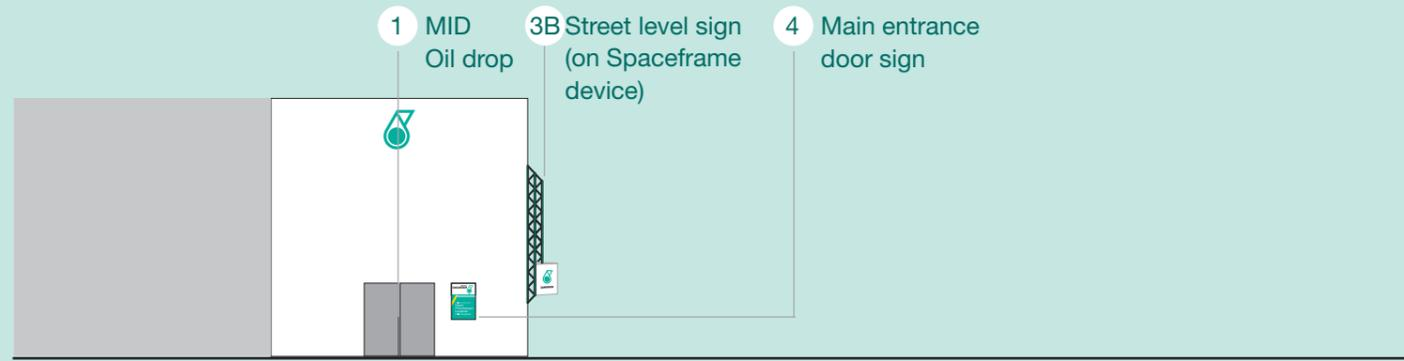 1 MID
Oil drop
3B Street level sign
(on Spaceframe
device)
4 Main entrance
door sign